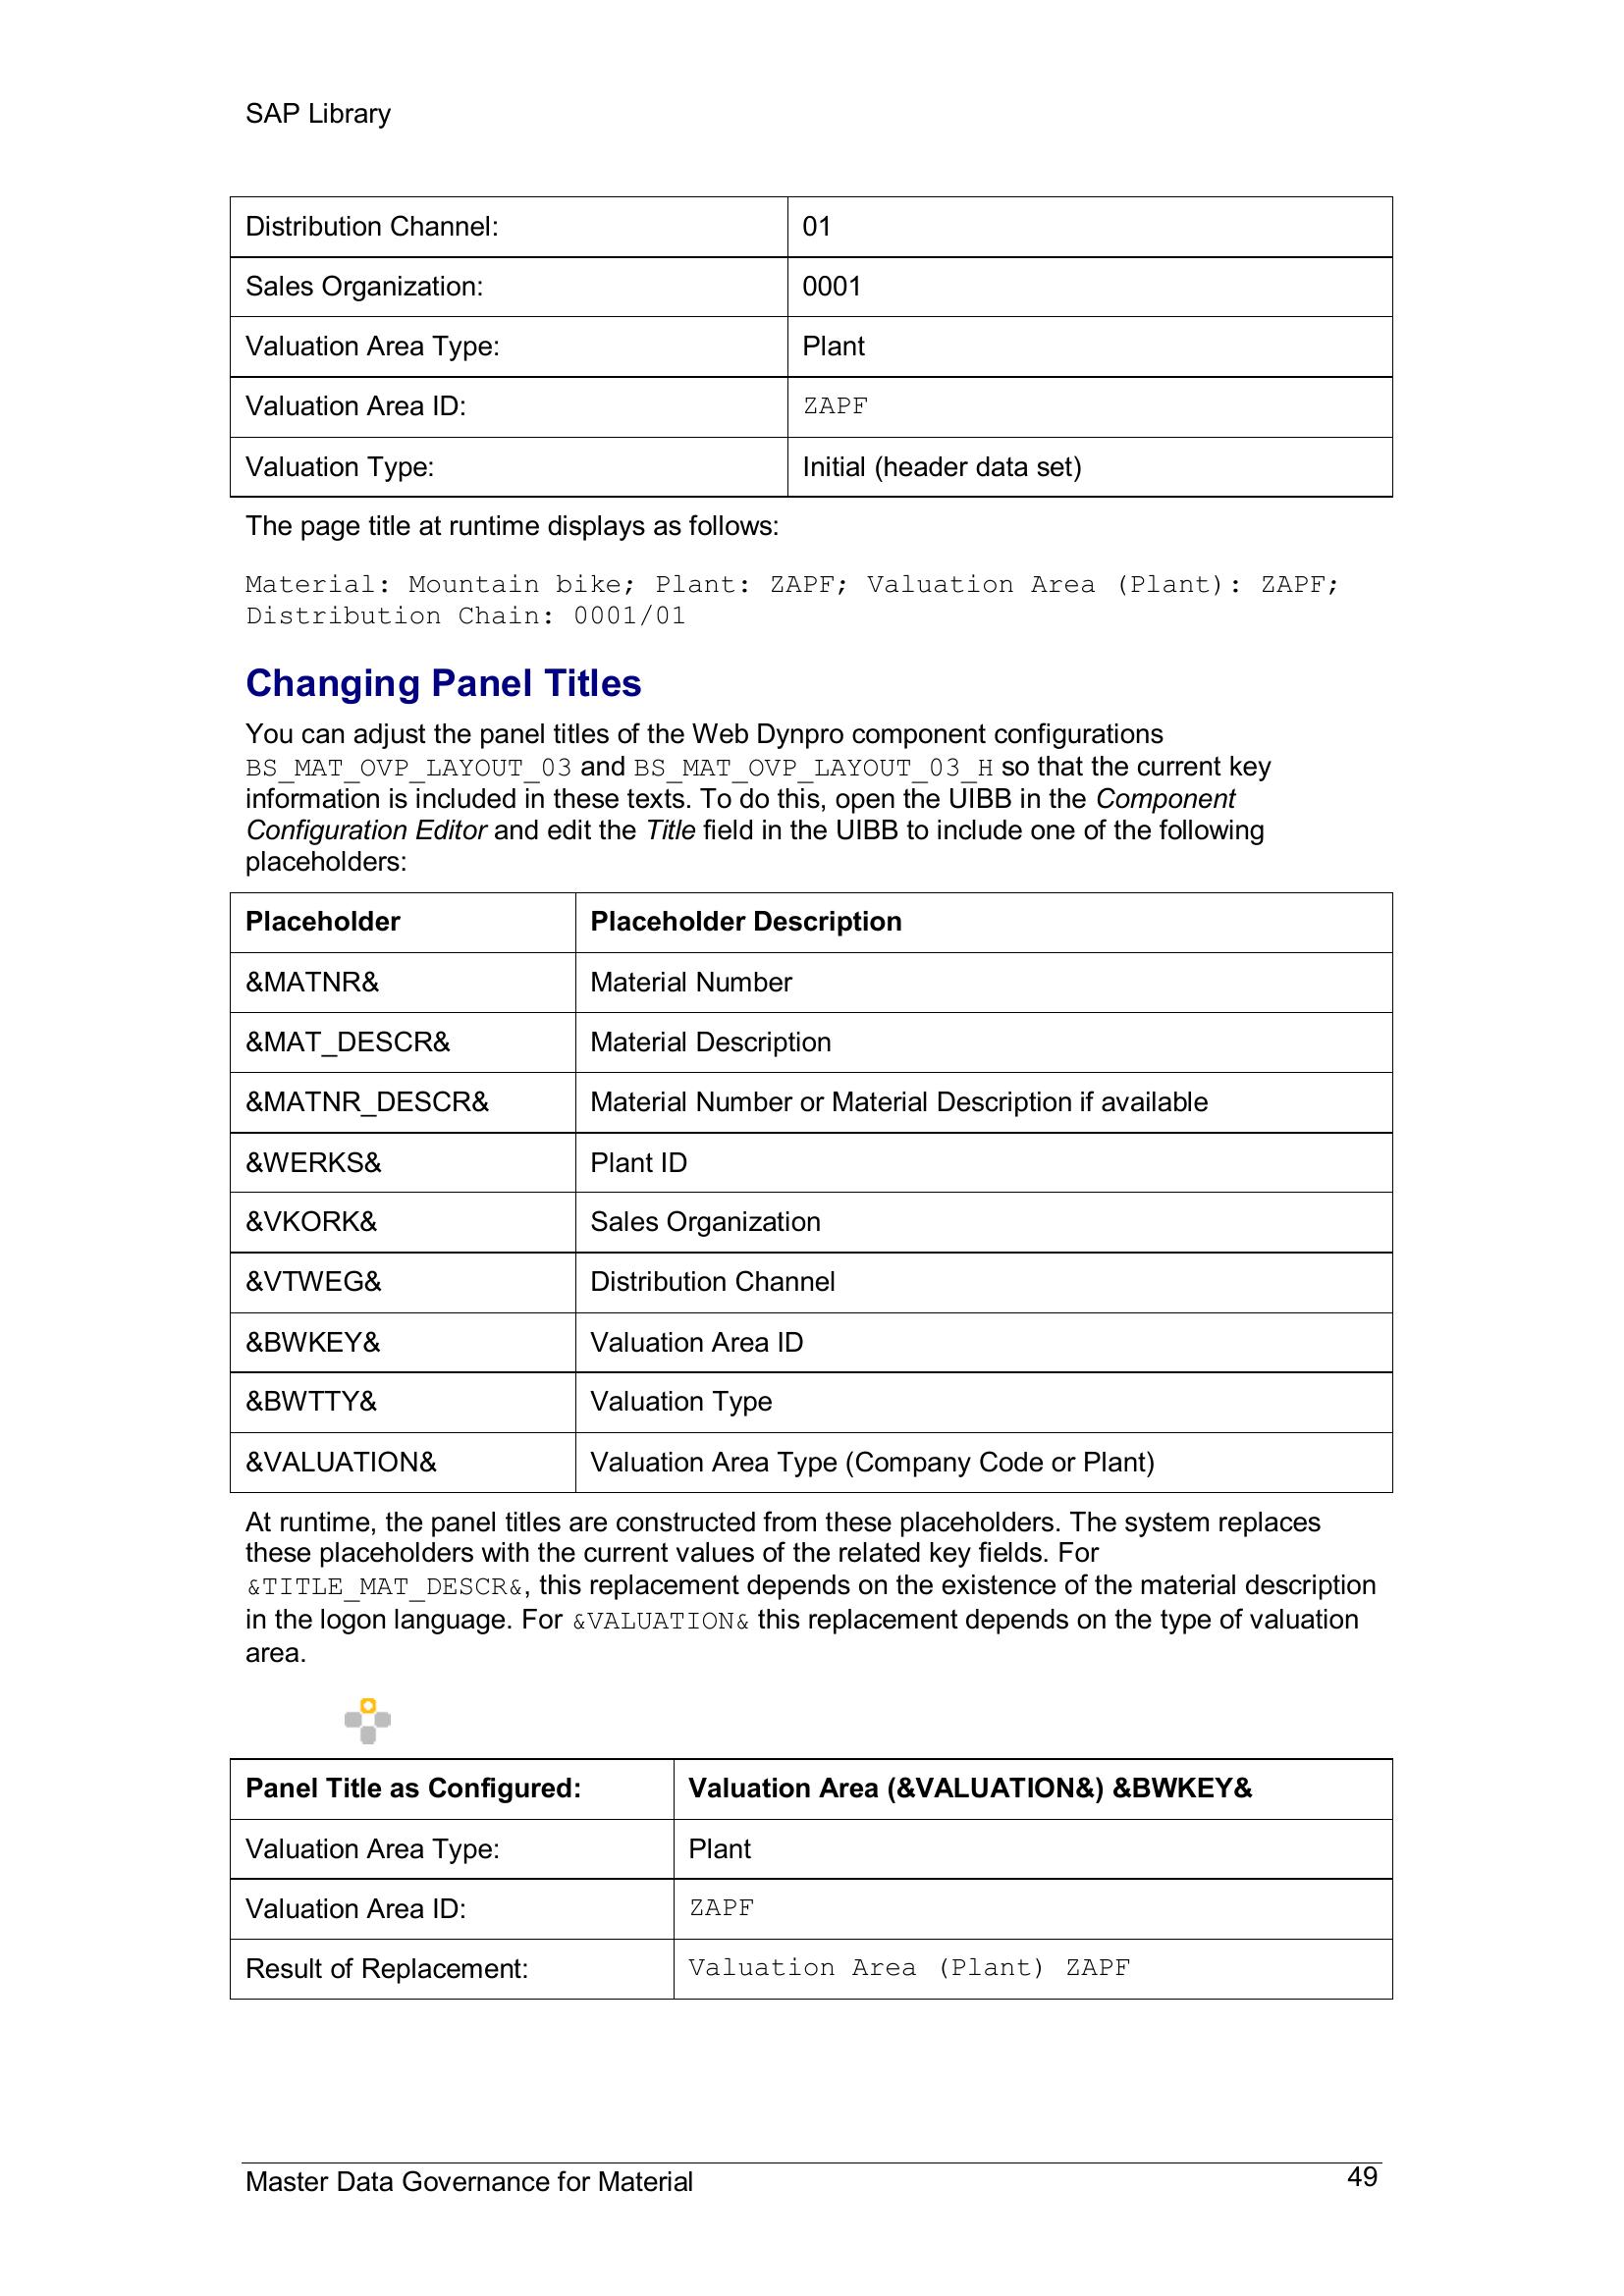 SAP Library
Distribution Channel: 01
Sales Organization: 0001
Valuation Area Type: Plant
Valuation Area ID: ZAPF
Valuation Type: Initial (header data set)
The page title at runtime displays as follows:
Material: Mountain bike; Plant: ZAPF; Valuation Area (Plant): ZAPF;
Distribution Chain: 0001/01
Changing Panel Titles
You can adjust the panel titles of the Web Dynpro component configurations
BS_MAT_OVP_LAYOUT_03 and BS_MAT_OVP_LAYOUT_03_H so that the current key
information is included in these texts. To do this, open the UIBB in the Component
Configuration Editor and edit the Title field in the UIBB to include one of the following
placeholders:
Placeholder Placeholder Description
&MATNR& Material Number
&MAT_DESCR& Material Description
&MATNR_DESCR& Material Number or Material Description if available
&WERKS& Plant ID
&VKORK& Sales Organization
&VTWEG& Distribution Channel
&BWKEY& Valuation Area ID
&BWTTY& Valuation Type
&VALUATION& Valuation Area Type (Company Code or Plant)
At runtime, the panel titles are constructed from these placeholders. The system replaces
these placeholders with the current values of the related key fields. For
&TITLE_MAT_DESCR&, this replacement depends on the existence of the material description
in the logon language. For &VALUATION& this replacement depends on the type of valuation
area.
Panel Title as Configured: Valuation Area (&VALUATION&) &BWKEY&
Valuation Area Type: Plant
Valuation Area ID: ZAPF
Result of Replacement: Valuation Area (Plant) ZAPF
Master Data Governance for Material 49